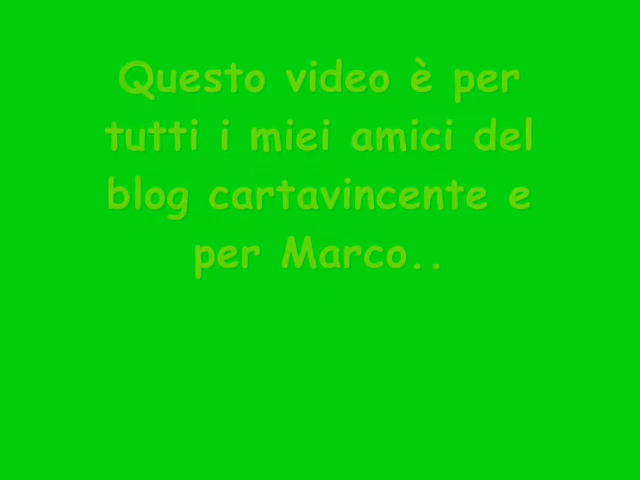 Questo video è per
tutti i miei amici del
blog cartavincente e
per Marco..